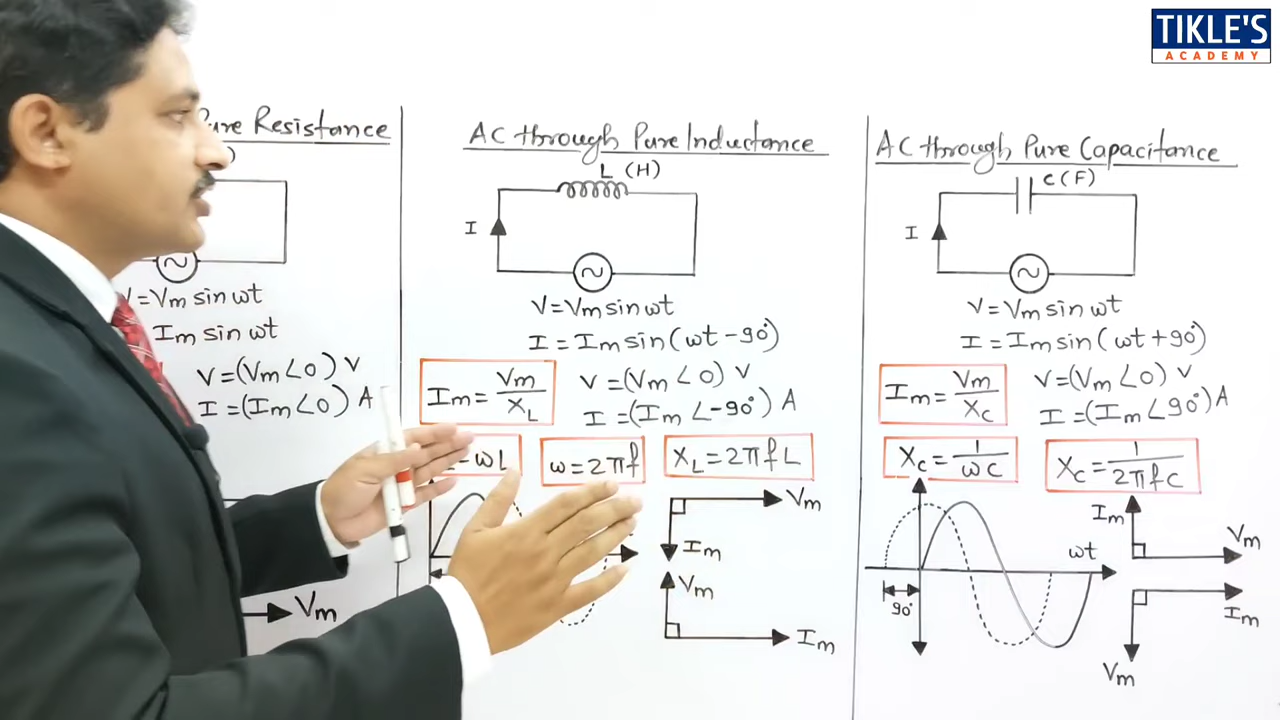 TIKLE'S
ACADEMY
Pure Resistance
V=Vm sin ωt
Im sin ωt
V=(Vm∠0) V
I=(Im∠0) A
Vm
AC through Pure Inductance
L (H)
I
V=Vm sin ωt
I=Im sin(ωt-90°)
Im=Vm/XL
V=(Vm∠0) V
I=(Im∠-90°) A
ωL
ω=2πf
XL=2πfL
Vm
Im
Vm
Im
AC through Pure Capacitance
C(F)
I
V=Vm sin ωt
I=Im sin(ωt+90°)
Im=Vm/XC
V=(Vm∠0) V
I=(Im∠90°) A
XC=1/ωC
XC=1/2πfC
ωt
90°
Im
Vm
Im
Vm